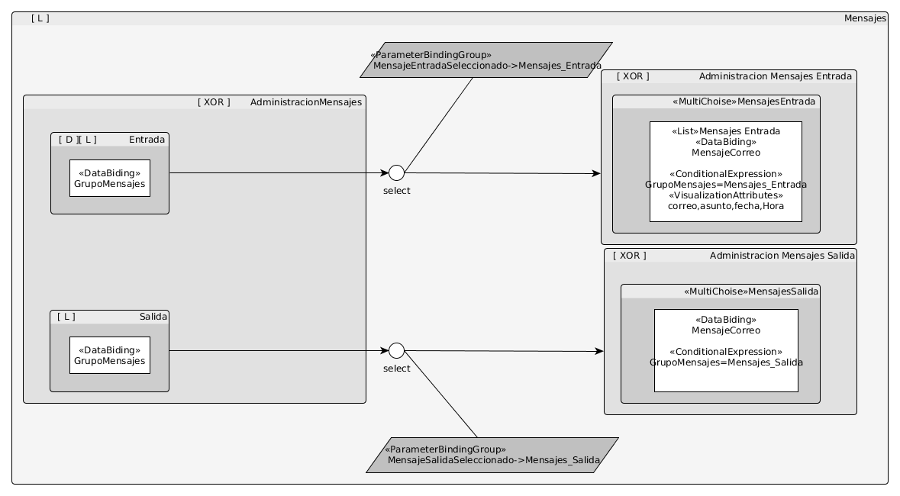 [ L ] Mensajes
«ParameterBindingGroup»
MensajeEntradaSeleccionado->Mensajes_Entrada
[ XOR ] Administracion Mensajes Entrada
[ XOR ] AdministracionMensajes
«MultiChoise»MensajesEntrada
«List»Mensajes Entrada
«DataBiding»
MensajeCorreo
[ D ][ L ] Entrada
«DataBiding»
GrupoMensajes
select
«ConditionalExpression»
GrupoMensajes=Mensajes_Entrada
«VisualizationAttributes»
correo,asunto,fecha,Hora
[ XOR ] Administracion Mensajes Salida
«MultiChoise»MensajesSalida
[ L ] Salida
«DataBiding»
GrupoMensajes
select
«DataBiding»
MensajeCorreo
«ConditionalExpression»
GrupoMensajes=Mensajes_Salida
«ParameterBindingGroup»
MensajeSalidaSeleccionado->Mensajes_Salida